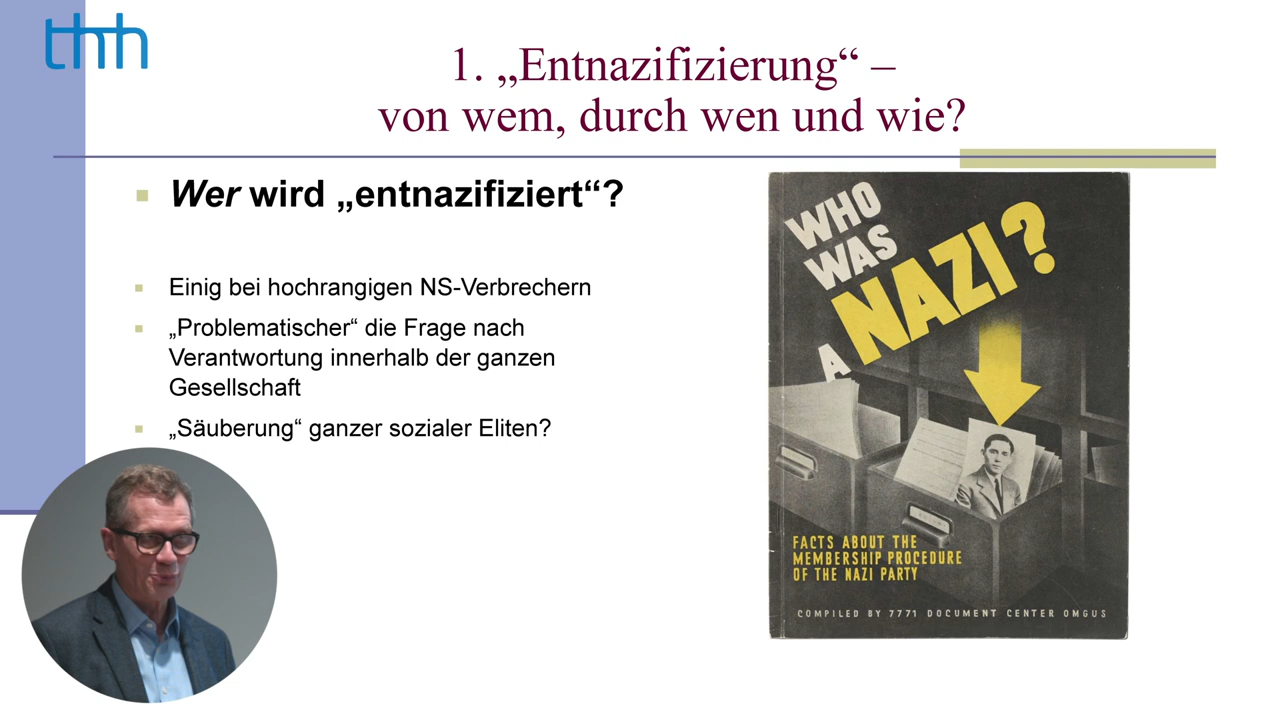 thh
1. „Entnazifizierung“ –
von wem, durch wen und wie?
Wer wird „entnazifiziert“?
Einig bei hochrangigen NS-Verbrechern
„Problematischer“ die Frage nach
Verantwortung innerhalb der ganzen
Gesellschaft
„Säuberung“ ganzer sozialer Eliten?
WHO
WAS
A NAZI?
FACTS ABOUT THE
MEMBERSHIP PROCEDURE
OF THE NAZI PARTY
COMPILED BY 7771 DOCUMENT CENTER OMGUS